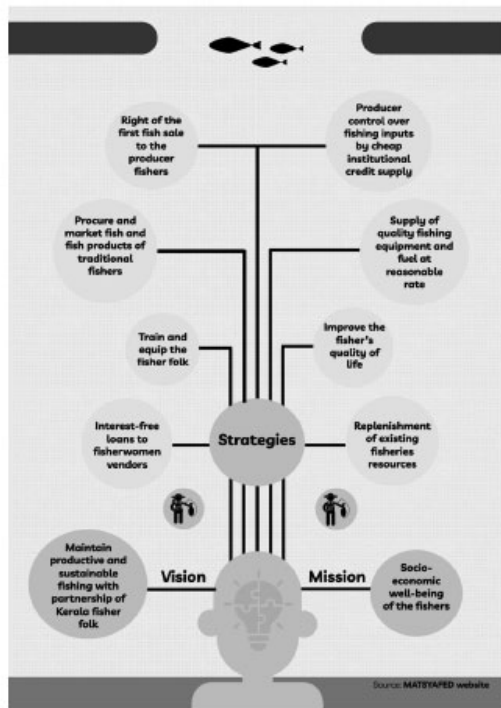 Right of the
first fish sale
to the
producer
fishers
Producer
control over
fishing inputs
by cheap
institutional
credit supply
Procure and
market fish and
fish products of
traditional
fishers
Supply of
quality fishing
equipment and
fuel at
reasonable
rate
Train and
equip the
fisher folk
Improve the
fisher's
quality of
life
Interest-free
loans to
fisherwomen
vendors
Strategies
Replenishment
of existing
fisheries
resources
Maintain
productive and
sustainable
fishing with
partnership of
Kerala fisher
folk
Vision
Mission
Socio-
economic
well-being
of the fishers
Source: MATSYAFED website